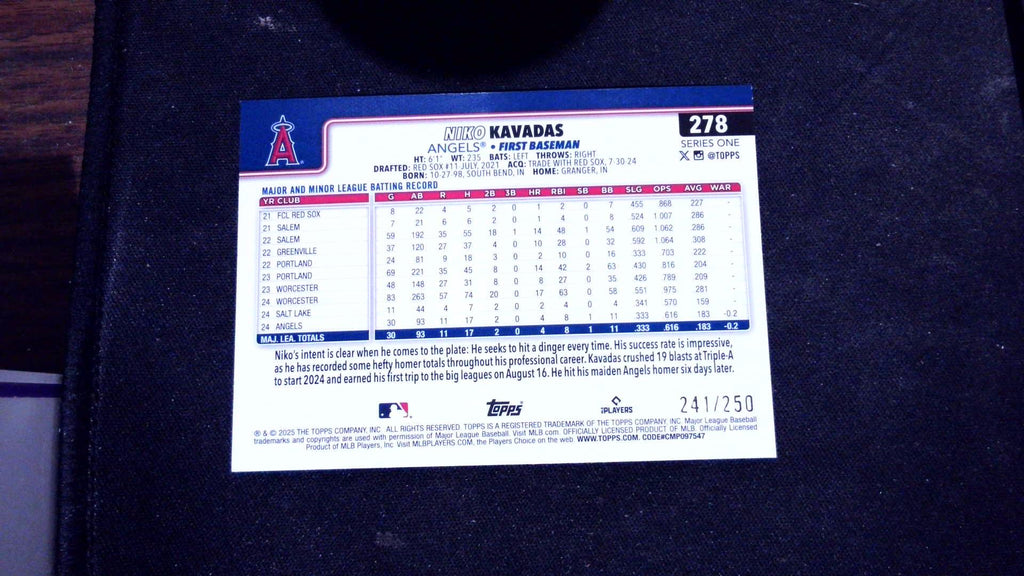 A
278
NIKO KAVADAS
SERIES ONE
ANGELS® • FIRST BASEMAN
@TOPPS
HT: 6'1" WT: 235 BATS: LEFT THROWS: RIGHT
DRAFTED: RED SOX #11 JULY, 2021 ACQ: TRADE WITH RED SOX, 7-30-24
BORN: 10-27-98, SOUTH BEND, IN HOME: GRANGER, IN
MAJOR AND MINOR LEAGUE BATTING RECORD
YR CLUB G AB R H 2B 3B HR RBI SB BB SLG OPS AVG WAR
21 FCL RED SOX 8 22 4 5 2 0 1 2 0 7 455 .868 227 -
21 SALEM 7 21 6 6 2 0 1 4 0 8 524 1.007 286 -
22 SALEM 59 192 35 55 18 1 14 48 1 54 609 1.062 286 -
22 GREENVILLE 37 120 27 37 4 0 10 28 0 32 592 1.064 308 -
22 PORTLAND 24 81 9 18 3 0 2 10 0 16 333 703 222 -
23 PORTLAND 69 221 35 45 8 0 14 42 2 63 430 816 204 -
23 WORCESTER 48 148 27 31 8 0 8 27 0 35 426 789 209 -
24 WORCESTER 83 263 57 74 20 0 17 63 0 58 551 975 281 -
24 SALT LAKE 11 44 4 7 2 0 2 4 0 4 341 570 159 -
24 ANGELS 30 93 11 17 2 0 4 8 1 11 .333 .616 .183 -0.2
MAJ. LEA. TOTALS 30 93 11 17 2 0 4 8 1 11 .333 .616 .183 -0.2
Niko's intent is clear when he comes to the plate: He seeks to hit a dinger every time. His success rate is impressive,
as he has recorded some hefty homer totals throughout his professional career. Kavadas crushed 19 blasts at Triple-A
to start 2024 and earned his first trip to the big leagues on August 16. He hit his maiden Angels homer six days later.
Topps PLAYERS 241/250
® & © 2025 THE TOPPS COMPANY, INC. ALL RIGHTS RESERVED. TOPPS IS A REGISTERED TRADEMARK OF THE TOPPS COMPANY, INC. Major League Baseball
trademarks and copyrights are used with permission of Major League Baseball. Visit MLB.com. OFFICIALLY LICENSED PRODUCT OF MLB. Officially Licensed
Product of MLB Players, Inc. Visit MLBPLAYERS.COM, the Players Choice on the web. WWW.TOPPS.COM. CODE#CMP097547